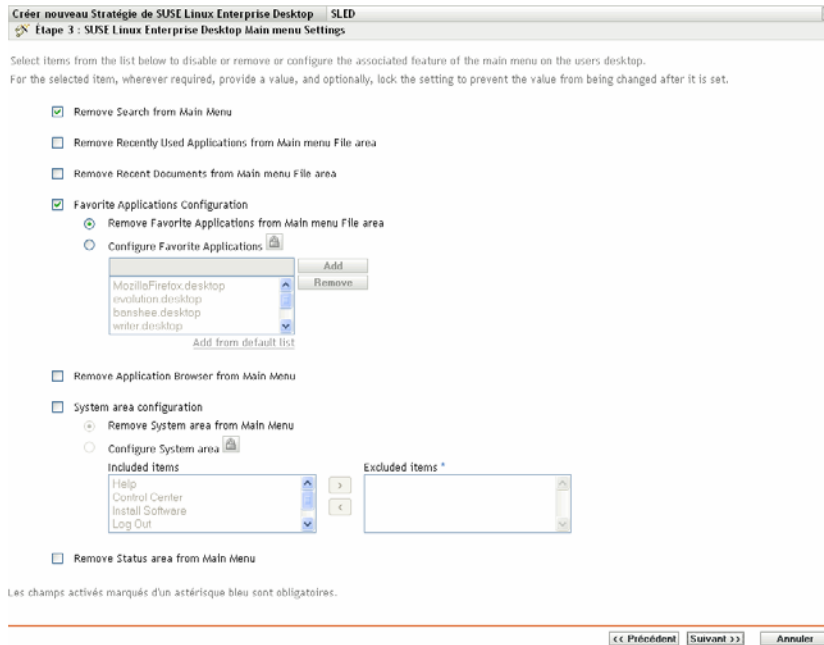 Créer nouveau Stratégie de SUSE Linux Enterprise Desktop SLED
Étape 3 : SUSE Linux Enterprise Desktop Main menu Settings
Select items from the list below to disable or remove or configure the associated feature of the main menu on the users desktop.
For the selected item, wherever required, provide a value, and optionally, lock the setting to prevent the value from being changed after it is set.
Remove Search from Main Menu
Remove Recently Used Applications from Main menu File area
Remove Recent Documents from Main menu File area
Favorite Applications Configuration
Remove Favorite Applications from Main menu File area
Configure Favorite Applications
Add
MozillaFirefox.desktop
Remove
evolution.desktop
banshee.desktop
writer.desktop
Add from default list
Remove Application Browser from Main Menu
System area configuration
Remove System area from Main Menu
Configure System area
Included items Excluded items *
Help
Control Center
Install Software
Log Out
>
<
Remove Status area from Main Menu
Les champs activés marqués d'un astérisque bleu sont obligatoires.
<< Précédent Suivant >> Annuler